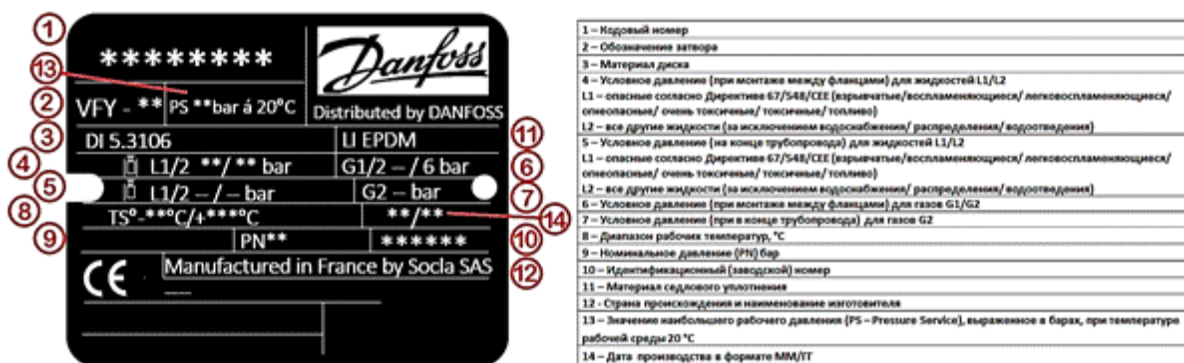 1
********
Danfoss
13
2
VFY - **
PS **bar á 20°C
Distributed by DANFOSS
3
DI 5.3106
LI EPDM
11
4
L1/2 **/** bar
G1/2 – / 6 bar
6
5
L1/2 – / – bar
G2 – bar
7
8
TS°-**°C/+****°C
**/**
14
9
PN**
******
10
CE
Manufactured in France by Socla SAS
12
1 – Кодовый номер
2 – Обозначение затвора
3 – Материал диска
4 – Условное давление (при монтаже между фланцами) для жидкостей L1/L2
L1 – опасные согласно Директиве 67/548/CEE (взрывчатые/воспламеняющиеся/ легковоспламеняющиеся/
огнеопасные/ очень токсичные/ токсичные/ топливо)
L2 – все другие жидкости (за исключением водоснабжения/ распределения/ водоотведения)
5 – Условное давление (на конце трубопровода) для жидкостей L1/L2
L1 – опасные согласно Директиве 67/548/CEE (взрывчатые/воспламеняющиеся/ легковоспламеняющиеся/
огнеопасные/ очень токсичные/ токсичные/ топливо)
L2 – все другие жидкости (за исключением водоснабжения/ распределения/ водоотведения)
6 – Условное давление (при монтаже между фланцами) для газов G1/G2
7 – Условное давление (при в конце трубопровода) для газов G2
8 – Диапазон рабочих температур, °C
9 – Номинальное давление (PN) бар
10 – Идентификационный (заводской) номер
11 – Материал седлового уплотнения
12 - Страна происхождения и наименование изготовителя
13 – Значение наибольшего рабочего давления (PS – Pressure Service), выраженное в барах, при температуре
рабочей среды 20 °C
14 – Дата производства в формате ММ/ГГ